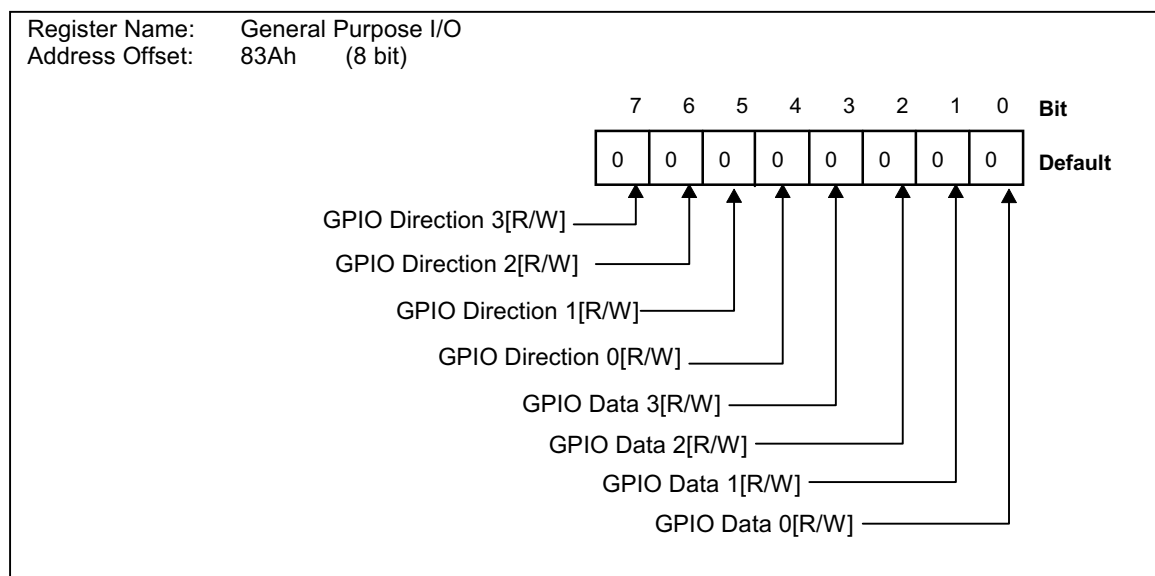 Register Name: General Purpose I/O
Address Offset: 83Ah (8 bit)
7 6 5 4 3 2 1 0 Bit
0 0 0 0 0 0 0 0 Default
GPIO Direction 3[R/W]
GPIO Direction 2[R/W]
GPIO Direction 1[R/W]
GPIO Direction 0[R/W]
GPIO Data 3[R/W]
GPIO Data 2[R/W]
GPIO Data 1[R/W]
GPIO Data 0[R/W]